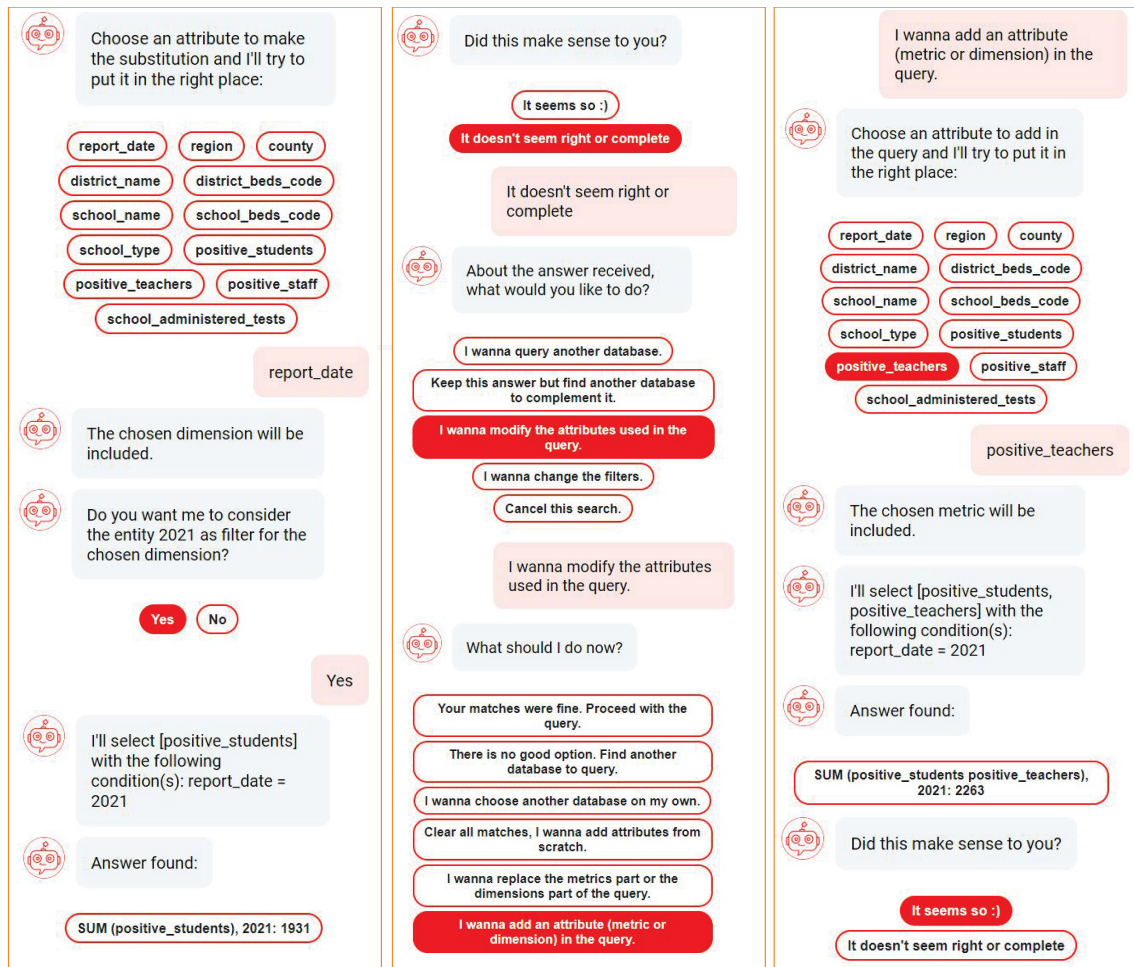 Choose an attribute to make
the substitution and I'll try to
put it in the right place:
report_date region county
district_name district_beds_code
school_name school_beds_code
school_type positive_students
positive_teachers positive_staff
school_administered_tests
report_date
The chosen dimension will be
included.
Do you want me to consider
the entity 2021 as filter for the
chosen dimension?
Yes No
Yes
I'll select [positive_students]
with the following
condition(s): report_date =
2021
Answer found:
SUM (positive_students), 2021: 1931
Did this make sense to you?
It seems so :)
It doesn't seem right or complete
It doesn't seem right or
complete
About the answer received,
what would you like to do?
I wanna query another database.
Keep this answer but find another database
to complement it.
I wanna modify the attributes used in the
query.
I wanna change the filters.
Cancel this search.
I wanna modify the attributes
used in the query.
What should I do now?
Your matches were fine. Proceed with the
query.
There is no good option. Find another
database to query.
I wanna choose another database on my own.
Clear all matches, I wanna add attributes from
scratch.
I wanna replace the metrics part or the
dimensions part of the query.
I wanna add an attribute (metric or
dimension) in the query.
I wanna add an attribute
(metric or dimension) in the
query.
Choose an attribute to add in
the query and I'll try to put it in
the right place:
report_date region county
district_name district_beds_code
school_name school_beds_code
school_type positive_students
positive_teachers positive_staff
school_administered_tests
positive_teachers
The chosen metric will be
included.
I'll select [positive_students,
positive_teachers] with the
following condition(s):
report_date = 2021
Answer found:
SUM (positive_students positive_teachers),
2021: 2263
Did this make sense to you?
It seems so :)
It doesn't seem right or complete